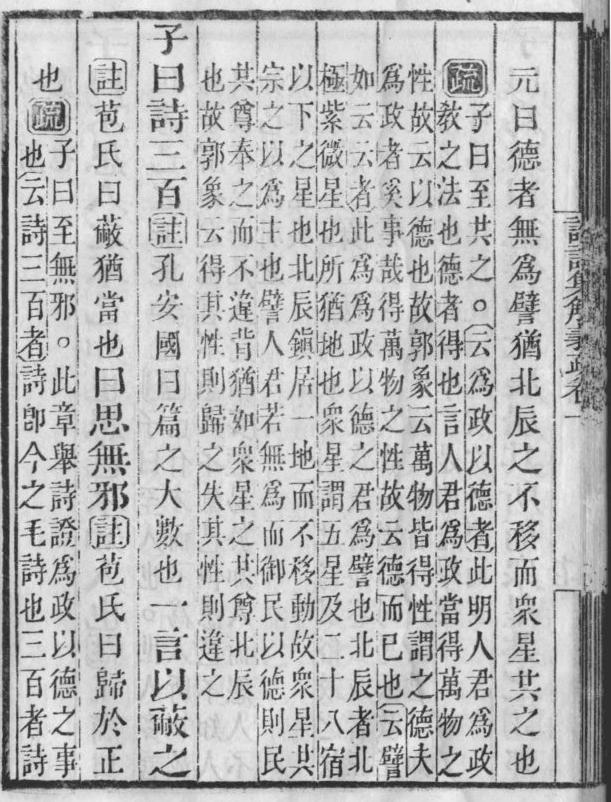 元曰德者無爲譬猶北辰之不移而衆星共之也
疏子曰至共之。云爲政以德者此明人君爲政
敎之法也德者得也言人君爲政當得萬物之
性故云以德也故郭象云萬物皆得性謂之德夫
爲政者奚事哉得萬物之性故云德而已也云譬
如云云者此爲爲政以德之君爲譬也北辰者北
極紫微星也所猶地也衆星謂五星及二十八宿
以下之星也北辰鎭居一地而不移動故衆星共
宗之以爲主也譬人君若無爲而御民以德則民
其尊奉之而不違背猶如衆星之共尊北辰
也故郭象云得其性則歸之失其性則違之
子曰詩三百註孔安國曰篇之大數也一言以蔽之
註苞氏曰蔽猶當也曰思無邪註苞氏曰歸於正
也疏子曰至無邪。此章舉詩證爲政以德之事
也云詩三百者詩卽今之毛詩也三百者詩